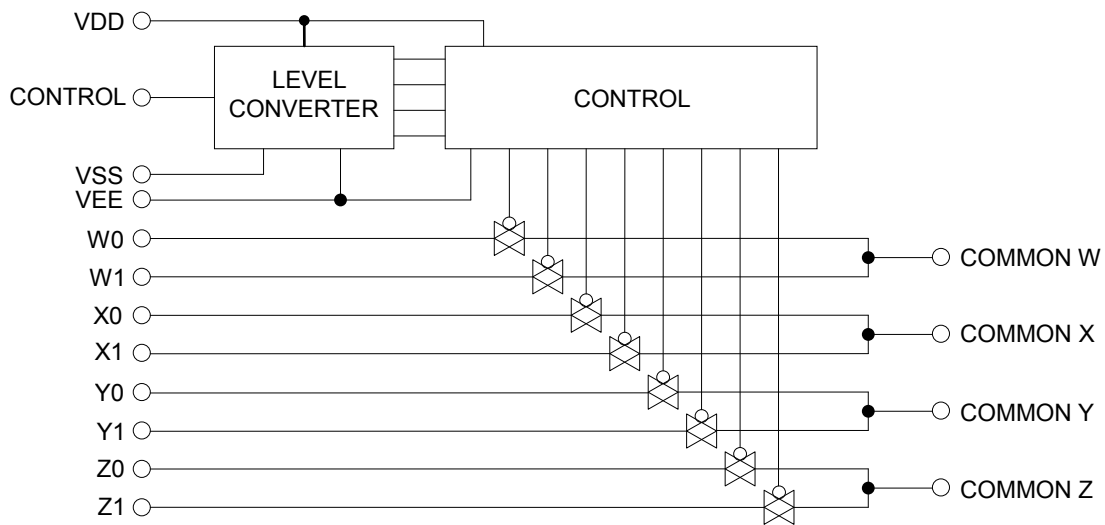 VDD
CONTROL
LEVEL
CONVERTER
CONTROL
VSS
VEE
W0
W1
COMMON W
X0
X1
COMMON X
Y0
Y1
COMMON Y
Z0
Z1
COMMON Z